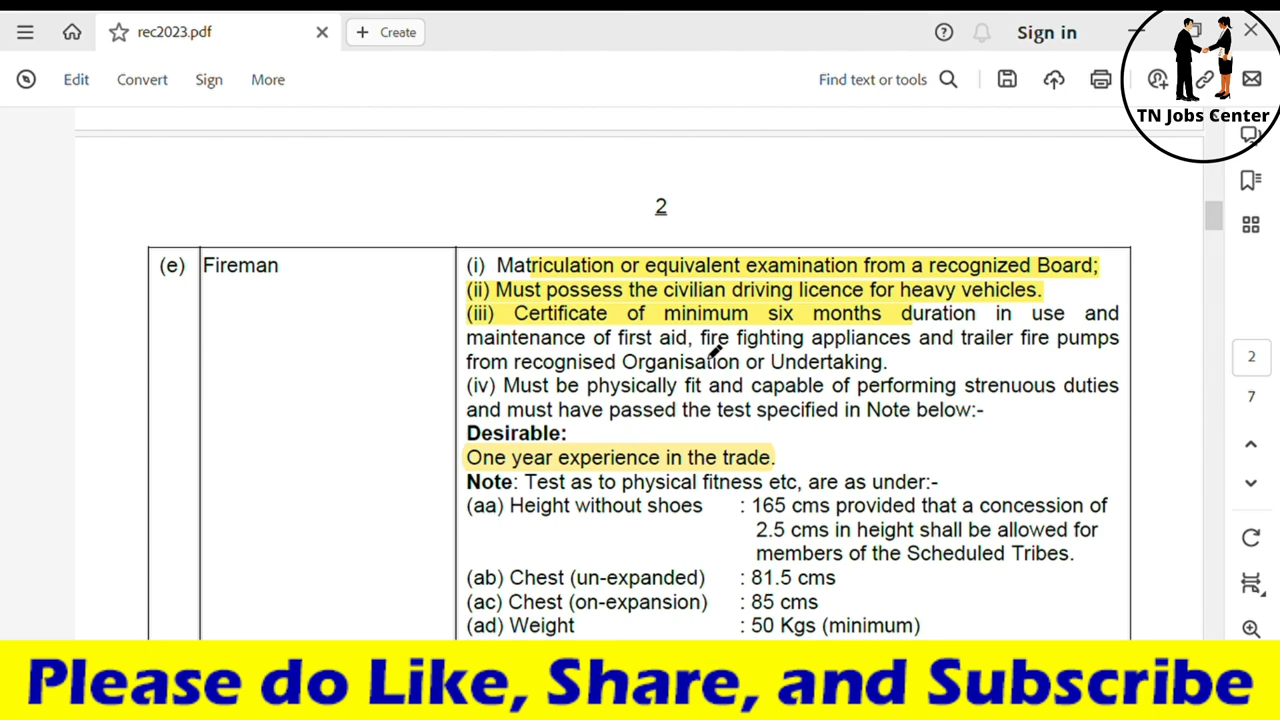 rec2023.pdf
Create
Sign in
Edit Convert Sign More
Find text or tools
TN Jobs Center
2
(e) Fireman
(i) Matriculation or equivalent examination from a recognized Board;
(ii) Must possess the civilian driving licence for heavy vehicles.
(iii) Certificate of minimum six months duration in use and
maintenance of first aid, fire fighting appliances and trailer fire pumps
from recognised Organisation or Undertaking.
(iv) Must be physically fit and capable of performing strenuous duties
and must have passed the test specified in Note below:-
Desirable:
One year experience in the trade.
Note: Test as to physical fitness etc, are as under:-
(aa) Height without shoes : 165 cms provided that a concession of
2.5 cms in height shall be allowed for
members of the Scheduled Tribes.
(ab) Chest (un-expanded) : 81.5 cms
(ac) Chest (on-expansion) : 85 cms
(ad) Weight : 50 Kgs (minimum)
2
7
Please do Like, Share, and Subscribe